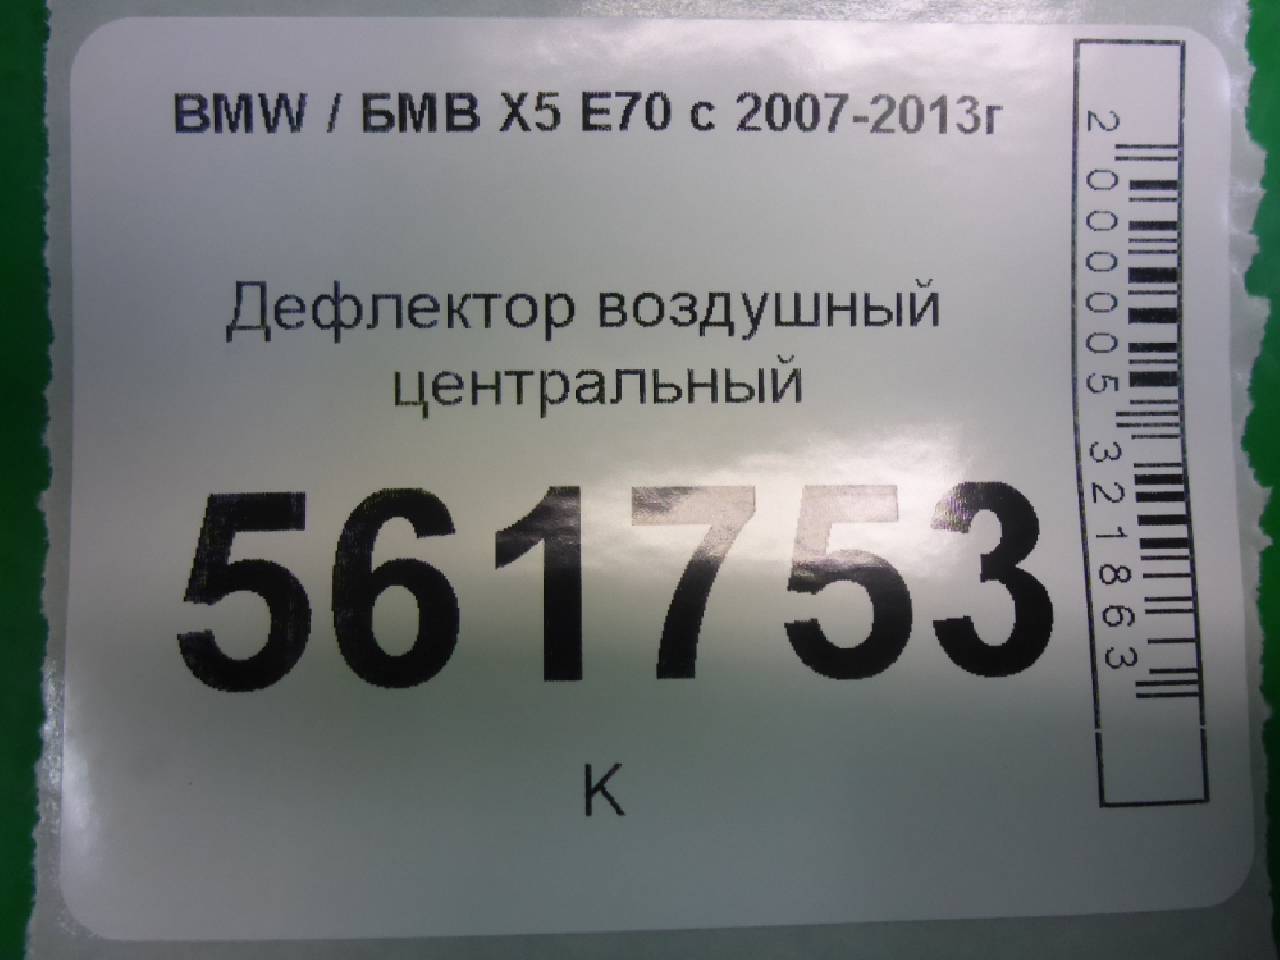 BMW / БМВ X5 E70 с 2007-2013г
Дефлектор воздушный
центральный
561753
К
2000005321863